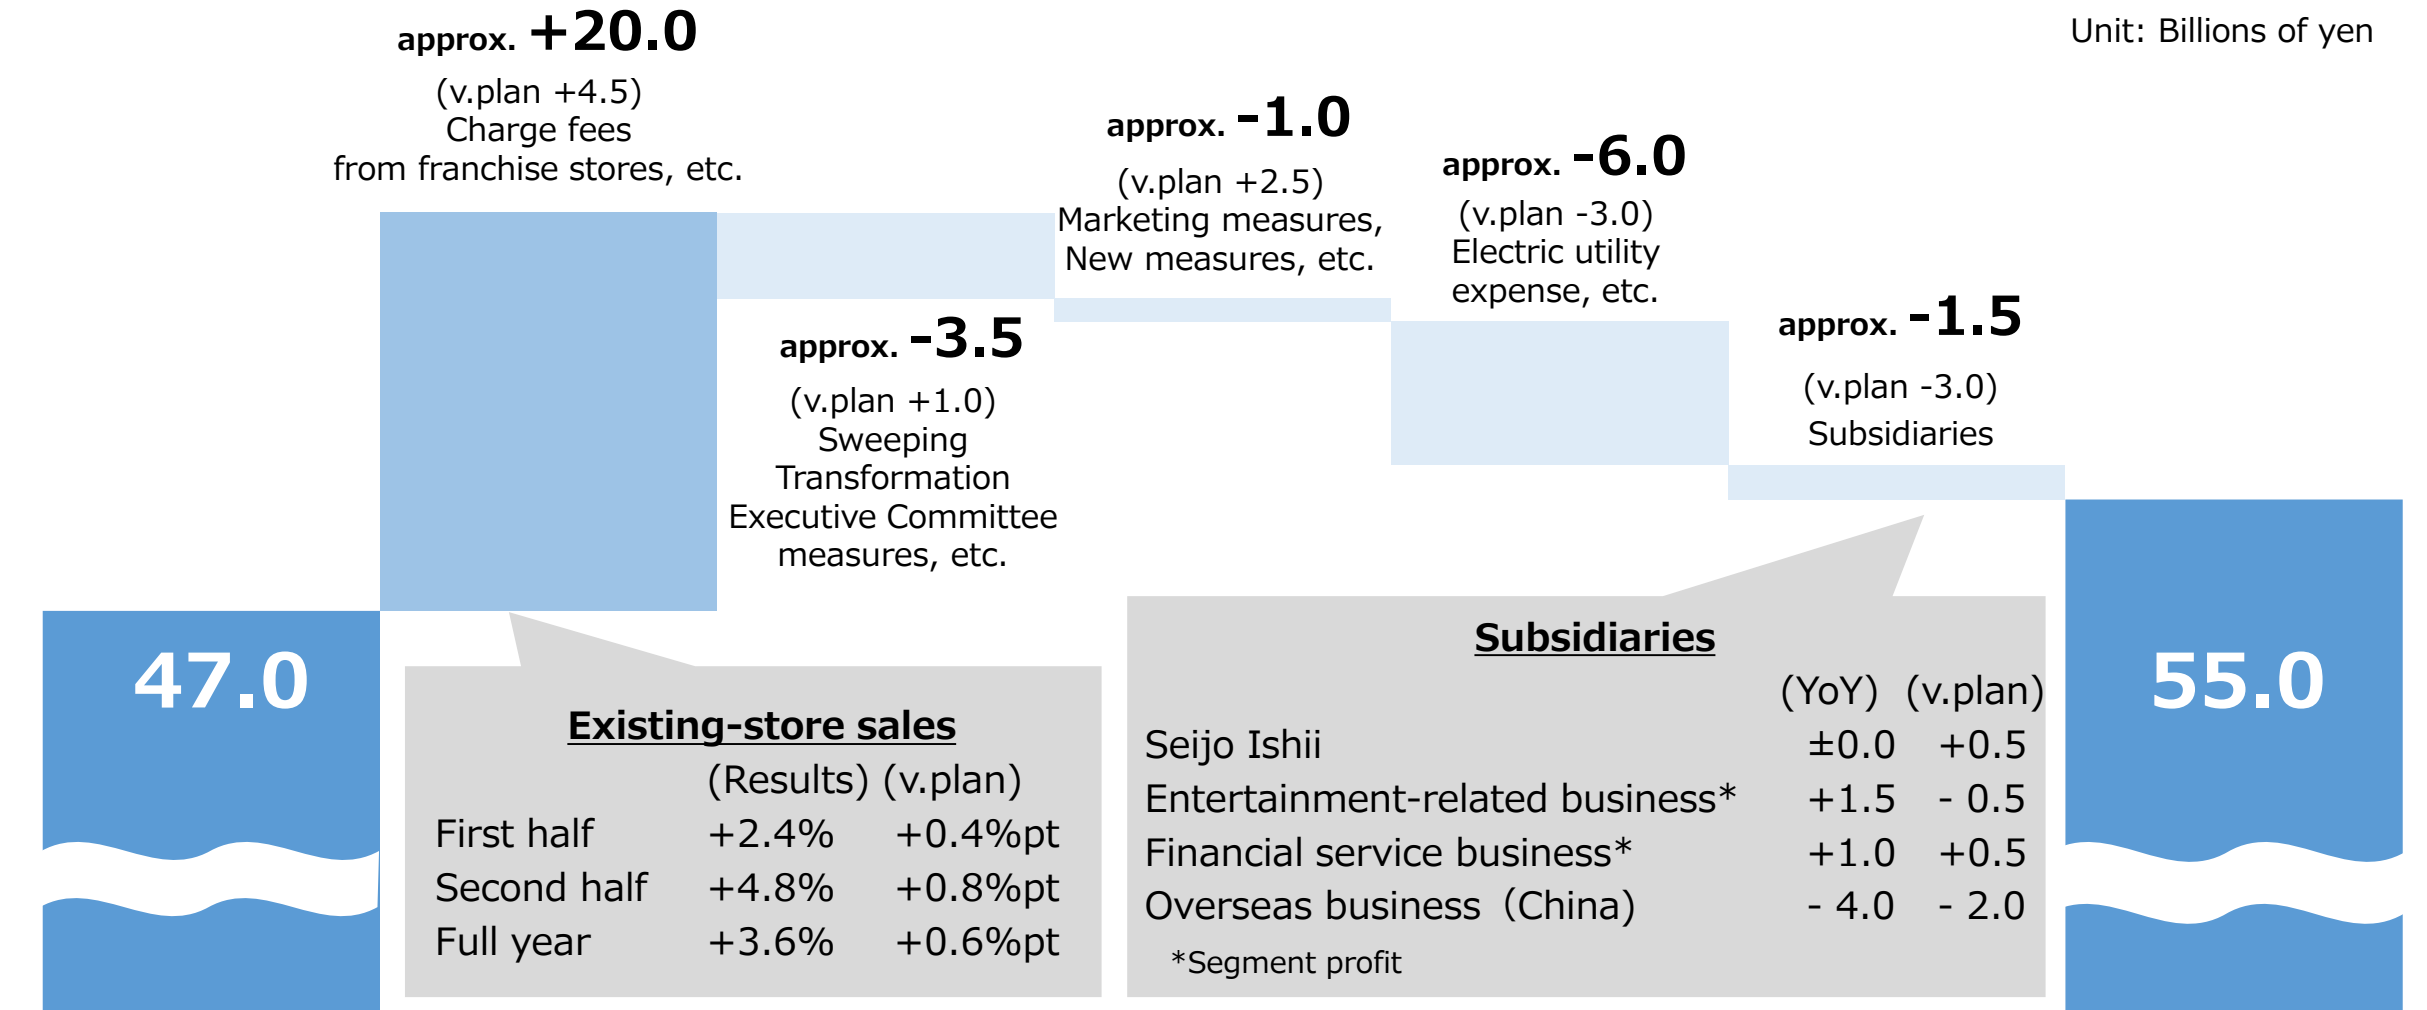 Unit: Billions of yen
approx. +20.0
(v.plan +4.5)
Charge fees
from franchise stores, etc.
approx. -3.5
(v.plan +1.0)
Sweeping
Transformation
Executive Committee
measures, etc.
approx. -1.0
(v.plan +2.5)
Marketing measures,
New measures, etc.
approx. -6.0
(v.plan -3.0)
Electric utility
expense, etc.
approx. -1.5
(v.plan -3.0)
Subsidiaries
47.0
Existing-store sales
(Results) (v.plan)
First half +2.4% +0.4%pt
Second half +4.8% +0.8%pt
Full year +3.6% +0.6%pt
Subsidiaries
(YoY) (v.plan)
Seijo Ishii ±0.0 +0.5
Entertainment-related business* +1.5 - 0.5
Financial service business* +1.0 +0.5
Overseas business（China) - 4.0 - 2.0
*Segment profit
55.0